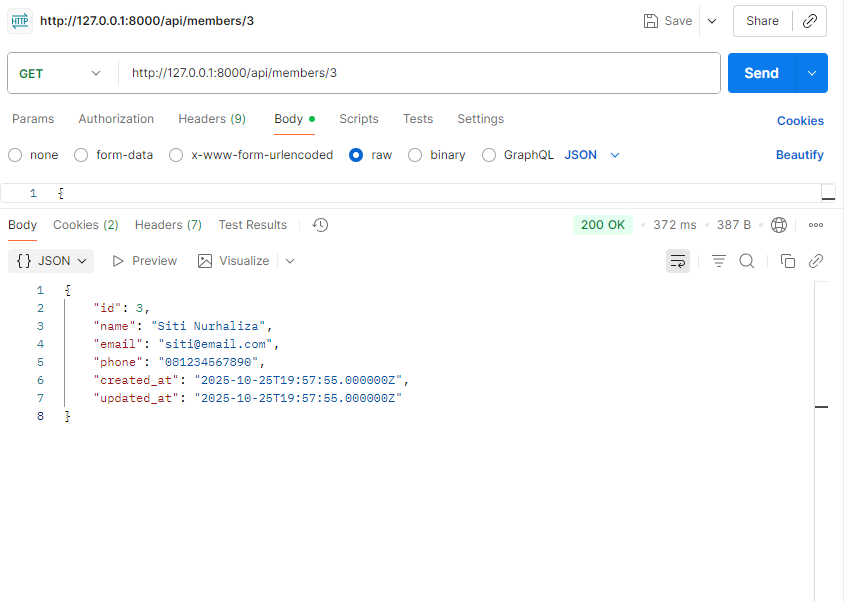 HTTP http://127.0.0.1:8000/api/members/3 Save Share
GET http://127.0.0.1:8000/api/members/3 Send
Params Authorization Headers (9) Body Scripts Tests Settings Cookies
none form-data x-www-form-urlencoded raw binary GraphQL JSON Beautify
1 {
Body Cookies (2) Headers (7) Test Results 200 OK 372 ms 387 B
{} JSON Preview Visualize
1 {
2 "id": 3,
3 "name": "Siti Nurhaliza",
4 "email": "siti@email.com",
5 "phone": "081234567890",
6 "created_at": "2025-10-25T19:57:55.000000Z",
7 "updated_at": "2025-10-25T19:57:55.000000Z"
8 }